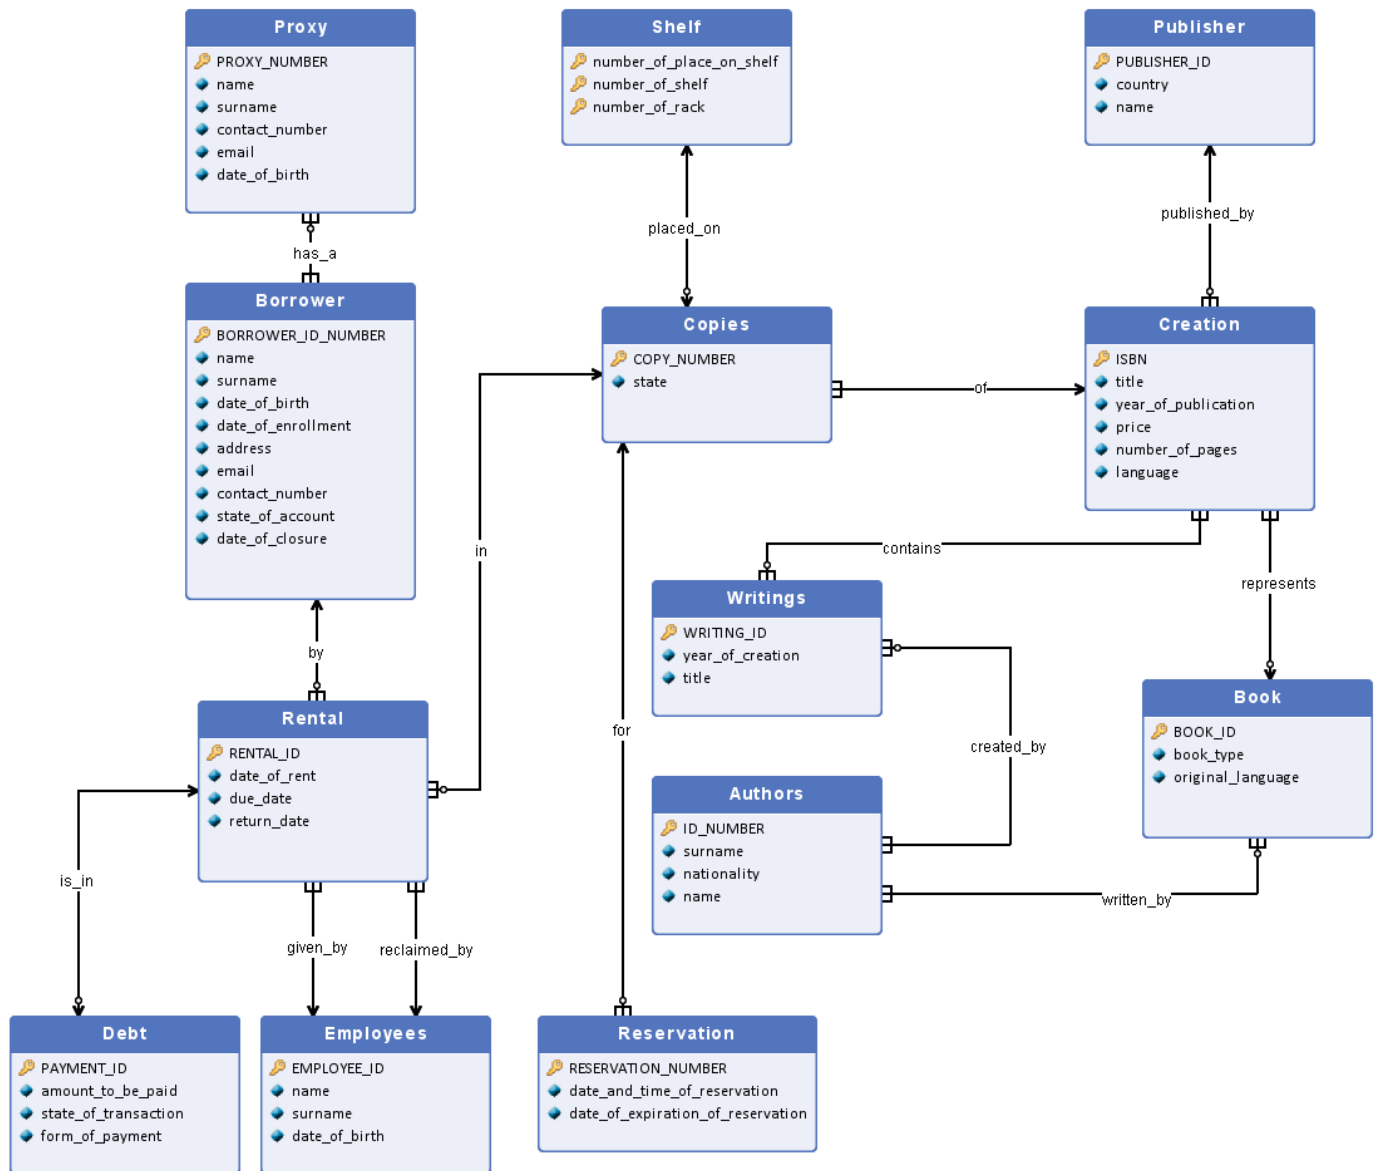 Proxy
PROXY_NUMBER
name
surname
contact_number
email
date_of_birth
Shelf
number_of_place_on_shelf
number_of_shelf
number_of_rack
Publisher
PUBLISHER_ID
country
name
has_a
placed_on
published_by
Borrower
BORROWER_ID_NUMBER
name
surname
date_of_birth
date_of_enrollment
address
email
contact_number
state_of_account
date_of_closure
Copies
COPY_NUMBER
state
of
Creation
ISBN
title
year_of_publication
price
number_of_pages
language
in
contains
represents
by
Writings
WRITING_ID
year_of_creation
title
Rental
RENTAL_ID
date_of_rent
due_date
return_date
for
created_by
Book
BOOK_ID
book_type
original_language
Authors
ID_NUMBER
surname
nationality
name
is_in
written_by
given_by
reclaimed_by
Debt
PAYMENT_ID
amount_to_be_paid
state_of_transaction
form_of_payment
Employees
EMPLOYEE_ID
name
surname
date_of_birth
Reservation
RESERVATION_NUMBER
date_and_time_of_reservation
date_of_expiration_of_reservation